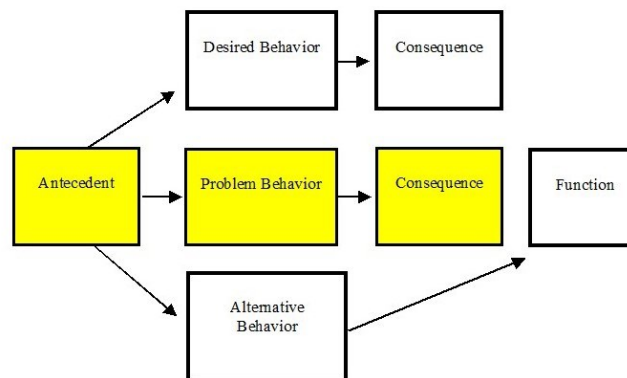 Desired Behavior
Consequence
Antecedent
Problem Behavior
Consequence
Function
Alternative
Behavior